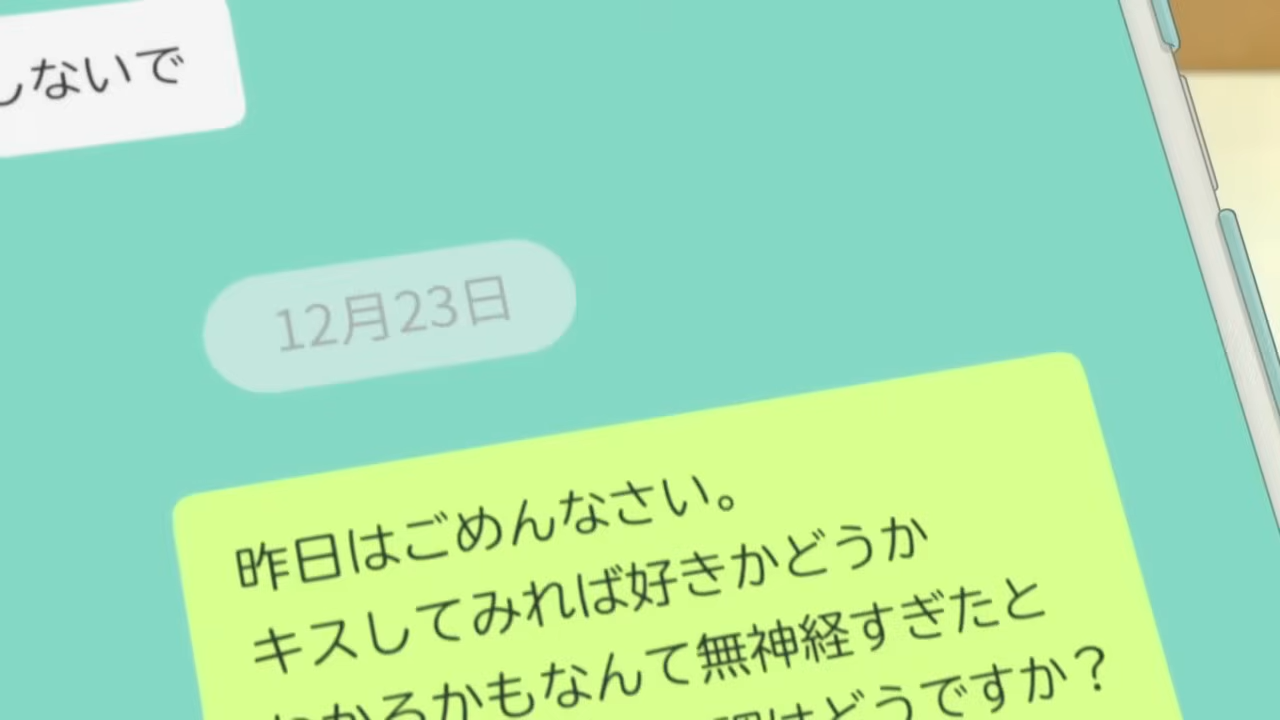 しないで
12月23日
昨日はごめんなさい。
キスしてみれば好きかどうか
わかるかもなんて無神経すぎたと
はどうですか？